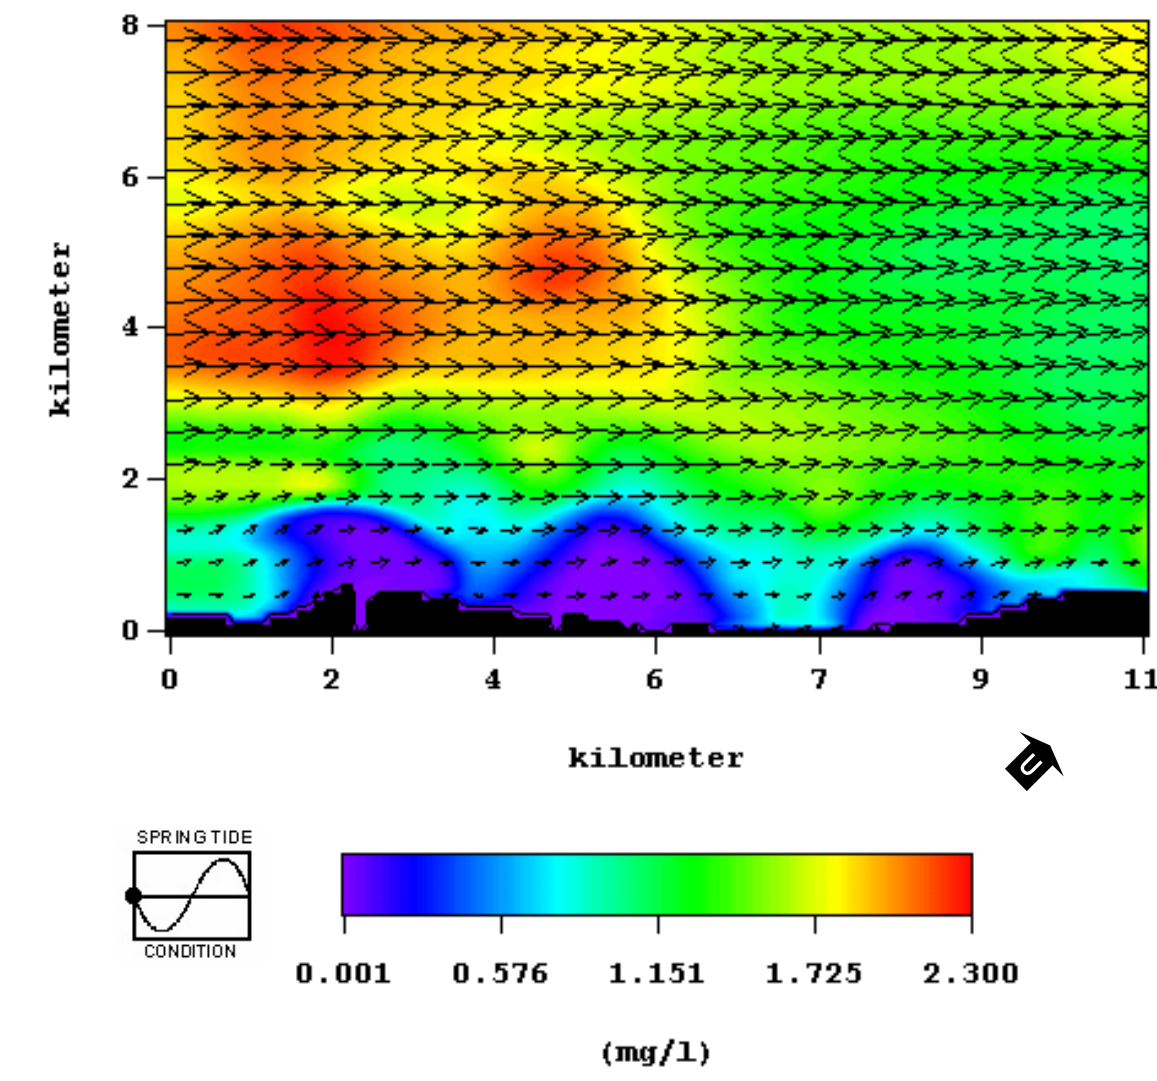 8
6
kilometer
4
2
0
0 2 4 6 7 9 11
kilometer
U
SPRING TIDE
CONDITION
0.001 0.576 1.151 1.725 2.300
(mg/l)